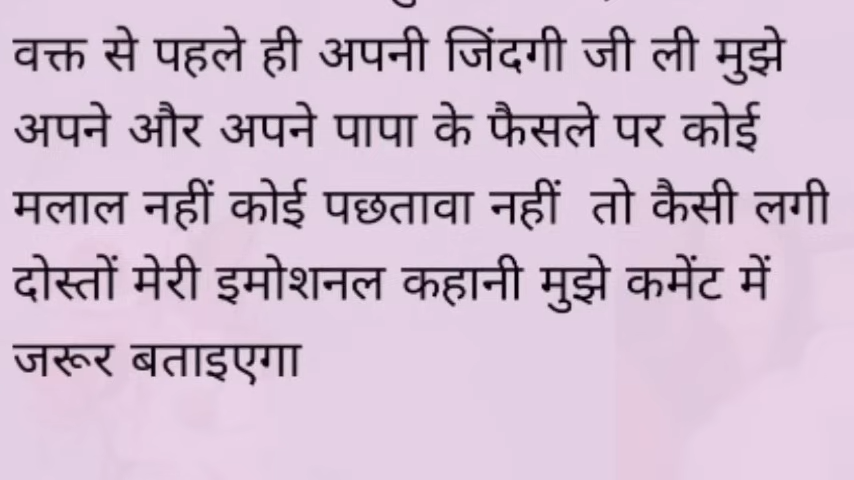 वक्त से पहले ही अपनी जिंदगी जी ली मुझे
अपने और अपने पापा के फैसले पर कोई
मलाल नहीं कोई पछतावा नहीं तो कैसी लगी
दोस्तों मेरी इमोशनल कहानी मुझे कमेंट में
जरूर बताइएगा